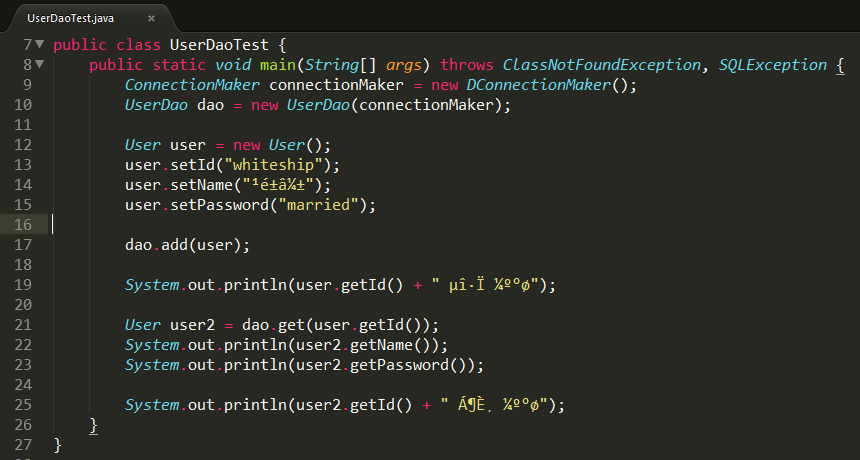 UserDaoTest.java ×
7 public class UserDaoTest {
8 public static void main(String[] args) throws ClassNotFoundException, SQLException {
9 ConnectionMaker connectionMaker = new DConnectionMaker();
10 UserDao dao = new UserDao(connectionMaker);
11
12 User user = new User();
13 user.setId("whiteship");
14 user.setName("¹é±â¼±");
15 user.setPassword("married");
16
17 dao.add(user);
18
19 System.out.println(user.getId() + " µî·Ï ¼º°ø");
20
21 User user2 = dao.get(user.getId());
22 System.out.println(user2.getName());
23 System.out.println(user2.getPassword());
24
25 System.out.println(user2.getId() + " Á¶È¸ ¼º°ø");
26 }
27 }